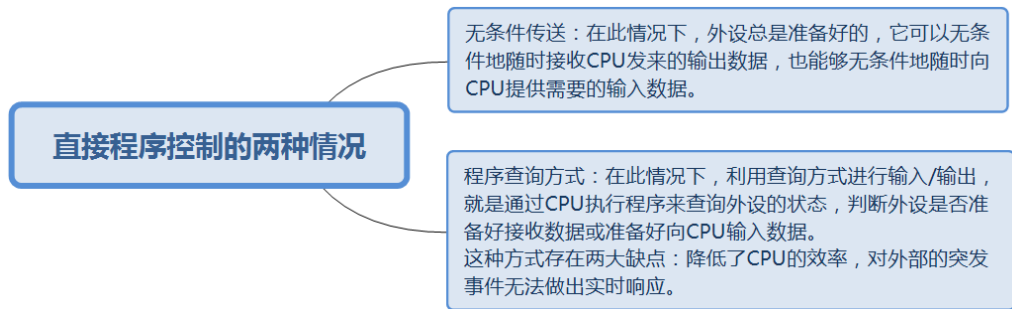 无条件传送：在此情况下，外设总是准备好的，它可以无条
件地随时接收CPU发来的输出数据，也能够无条件地随时向
CPU提供需要的输入数据。
直接程序控制的两种情况
程序查询方式：在此情况下，利用查询方式进行输入/输出，
就是通过CPU执行程序来查询外设的状态，判断外设是否准
备好接收数据或准备好向CPU输入数据。
这种方式存在两大缺点：降低了CPU的效率，对外部的突发
事件无法做出实时响应。